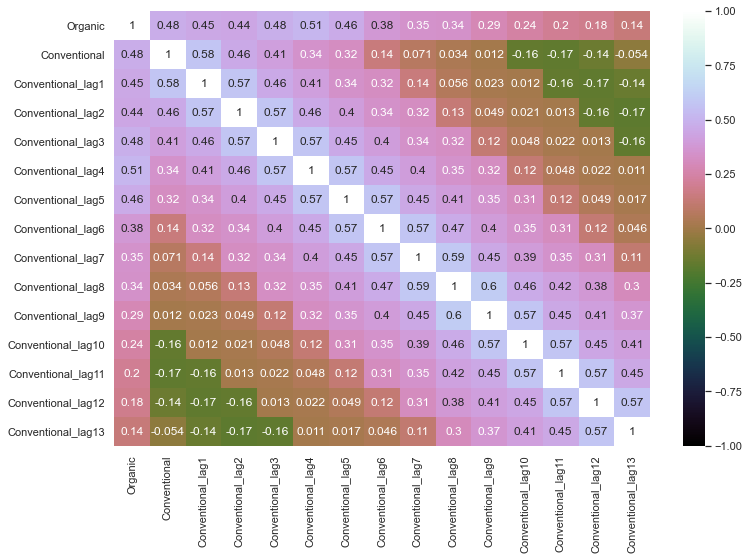 Organic 1 0.48 0.45 0.44 0.48 0.51 0.46 0.38 0.35 0.34 0.29 0.24 0.2 0.18 0.14
Conventional 0.48 1 0.58 0.46 0.41 0.34 0.32 0.14 0.071 0.034 0.012 -0.16 -0.17 -0.14 -0.054
Conventional_lag1 0.45 0.58 1 0.57 0.46 0.41 0.34 0.32 0.14 0.056 0.023 0.012 -0.16 -0.17 -0.14
Conventional_lag2 0.44 0.46 0.57 1 0.57 0.46 0.4 0.34 0.32 0.13 0.049 0.021 0.013 -0.16 -0.17
Conventional_lag3 0.48 0.41 0.46 0.57 1 0.57 0.45 0.4 0.34 0.32 0.12 0.048 0.022 0.013 -0.16
Conventional_lag4 0.51 0.34 0.41 0.46 0.57 1 0.57 0.45 0.4 0.35 0.32 0.12 0.048 0.022 0.011
Conventional_lag5 0.46 0.32 0.34 0.4 0.45 0.57 1 0.57 0.45 0.41 0.35 0.31 0.12 0.049 0.017
Conventional_lag6 0.38 0.14 0.32 0.34 0.4 0.45 0.57 1 0.57 0.47 0.4 0.35 0.31 0.12 0.046
Conventional_lag7 0.35 0.071 0.14 0.32 0.34 0.4 0.45 0.57 1 0.59 0.45 0.39 0.35 0.31 0.11
Conventional_lag8 0.34 0.034 0.056 0.13 0.32 0.35 0.41 0.47 0.59 1 0.6 0.46 0.42 0.38 0.3
Conventional_lag9 0.29 0.012 0.023 0.049 0.12 0.32 0.35 0.4 0.45 0.6 1 0.57 0.45 0.41 0.37
Conventional_lag10 0.24 -0.16 0.012 0.021 0.048 0.12 0.31 0.35 0.39 0.46 0.57 1 0.57 0.45 0.41
Conventional_lag11 0.2 -0.17 -0.16 0.013 0.022 0.048 0.12 0.31 0.35 0.42 0.45 0.57 1 0.57 0.45
Conventional_lag12 0.18 -0.14 -0.17 -0.16 0.013 0.022 0.049 0.12 0.31 0.38 0.41 0.45 0.57 1 0.57
Conventional_lag13 0.14 -0.054 -0.14 -0.17 -0.16 0.011 0.017 0.046 0.11 0.3 0.37 0.41 0.45 0.57 1
Organic
Conventional
Conventional_lag1
Conventional_lag2
Conventional_lag3
Conventional_lag4
Conventional_lag5
Conventional_lag6
Conventional_lag7
Conventional_lag8
Conventional_lag9
Conventional_lag10
Conventional_lag11
Conventional_lag12
Conventional_lag13
1.00
0.75
0.50
0.25
0.00
−0.25
−0.50
−0.75
−1.00